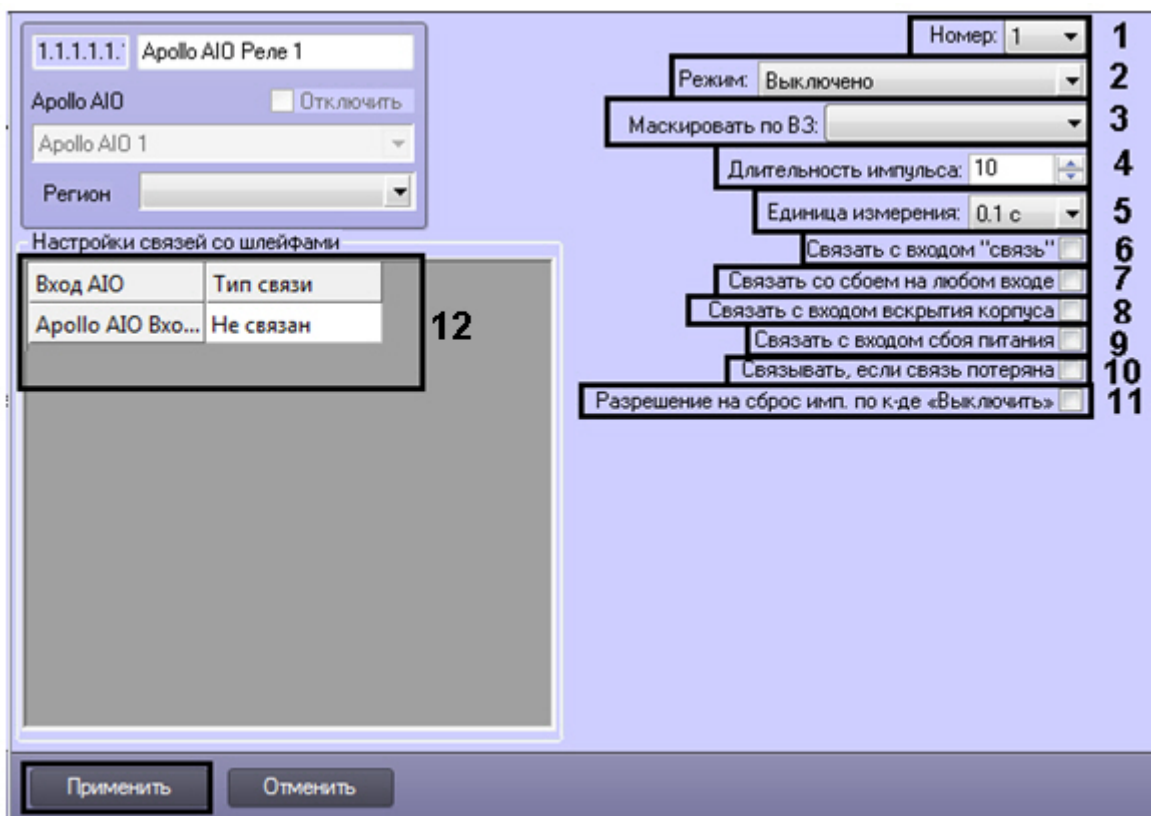 1.1.1.1.1 Apollo AIO Реле 1
Apollo AIO Отключить
Apollo AIO 1
Регион
Номер: 1 1
Режим: Выключено 2
Маскировать по ВЗ: 3
Длительность импульса: 10 4
Единица измерения: 0.1 с 5
Связать с входом "связь" 6
Связать со сбоем на любом входе 7
Связать с входом вскрытия корпуса 8
Связать с входом сбоя питания 9
Связывать, если связь потеряна 10
Разрешение на сброс имп. по к-де «Выключить» 11
Настройки связей со шлейфами
Вход AIO Тип связи
Apollo AIO Вхо... Не связан
12
Применить Отменить